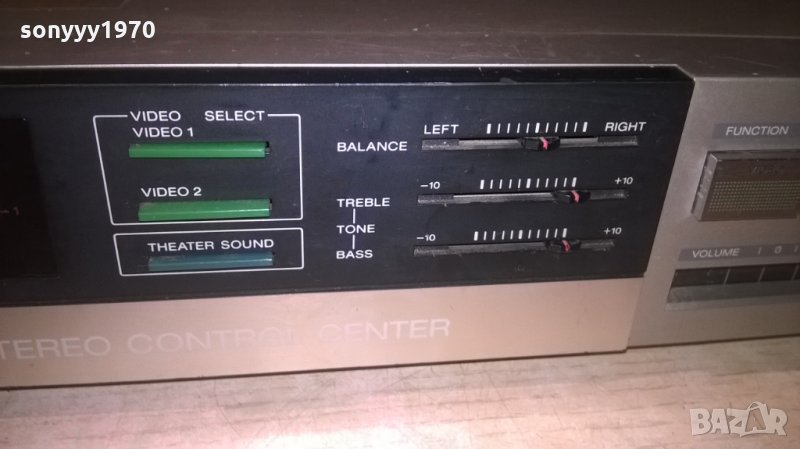 sonyyy1970
VIDEO SELECT
VIDEO 1
VIDEO 2
THEATER SOUND
LEFT RIGHT
BALANCE
-10 +10
TREBLE
TONE
-10 +10
BASS
FUNCTION
VOLUME
TEREO CONTROL CENTER
BAZAR